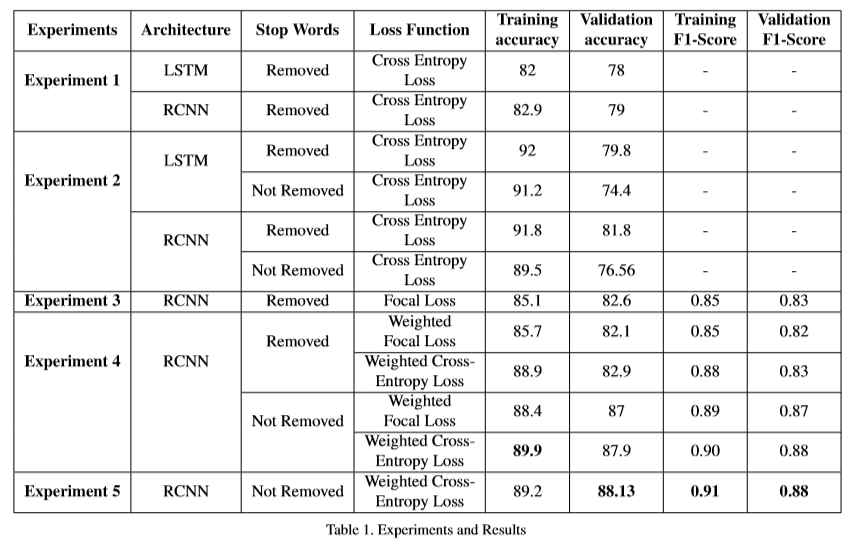 Experiments Architecture Stop Words Loss Function Training accuracy Validation accuracy Training F1-Score Validation F1-Score
Experiment 1 LSTM Removed Cross Entropy Loss 82 78 - -
RCNN Removed Cross Entropy Loss 82.9 79 - -
Experiment 2 LSTM Removed Cross Entropy Loss 92 79.8 - -
Not Removed Cross Entropy Loss 91.2 74.4 - -
RCNN Removed Cross Entropy Loss 91.8 81.8 - -
Not Removed Cross Entropy Loss 89.5 76.56 - -
Experiment 3 RCNN Removed Focal Loss 85.1 82.6 0.85 0.83
Experiment 4 RCNN Removed Weighted Focal Loss 85.7 82.1 0.85 0.82
Weighted Cross-Entropy Loss 88.9 82.9 0.88 0.83
Not Removed Weighted Focal Loss 88.4 87 0.89 0.87
Weighted Cross-Entropy Loss 89.9 87.9 0.90 0.88
Experiment 5 RCNN Not Removed Weighted Cross-Entropy Loss 89.2 88.13 0.91 0.88
Table 1. Experiments and Results